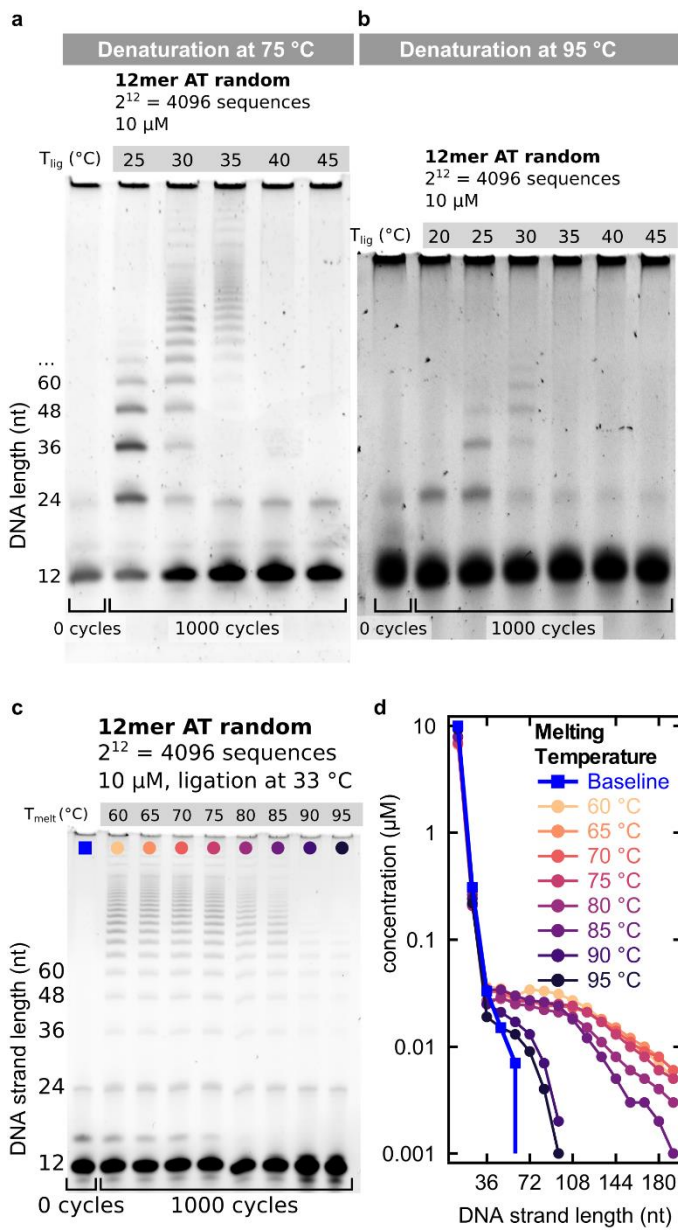 a
Denaturation at 75 °C
12mer AT random
2¹² = 4096 sequences
10 µM
T_lig (°C) 25 30 35 40 45
...
60
48
36
24
12
DNA length (nt)
0 cycles 1000 cycles
b
Denaturation at 95 °C
12mer AT random
2¹² = 4096 sequences
10 µM
T_lig (°C) 20 25 30 35 40 45
0 cycles 1000 cycles
c
12mer AT random
2¹² = 4096 sequences
10 µM, ligation at 33 °C
T_melt (°C) 60 65 70 75 80 85 90 95
60
48
36
24
12
DNA strand length (nt)
0 cycles 1000 cycles
d
Melting
Temperature
Baseline
60 °C
65 °C
70 °C
75 °C
80 °C
85 °C
90 °C
95 °C
10
1
0.1
0.01
0.001
concentration (µM)
36 72 108 144 180
DNA strand length (nt)